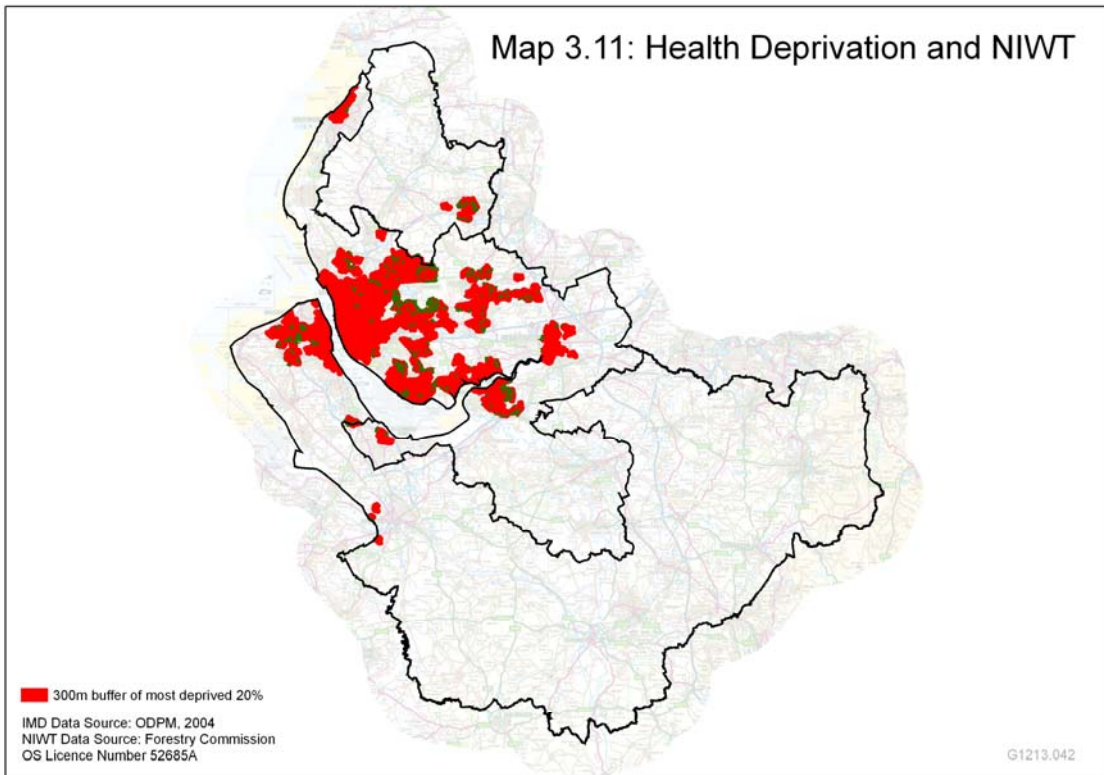 Map 3.11: Health Deprivation and NIWT
300m buffer of most deprived 20%
IMD Data Source: ODPM, 2004
NIWT Data Source: Forestry Commission
OS Licence Number 52685A
G1213.042